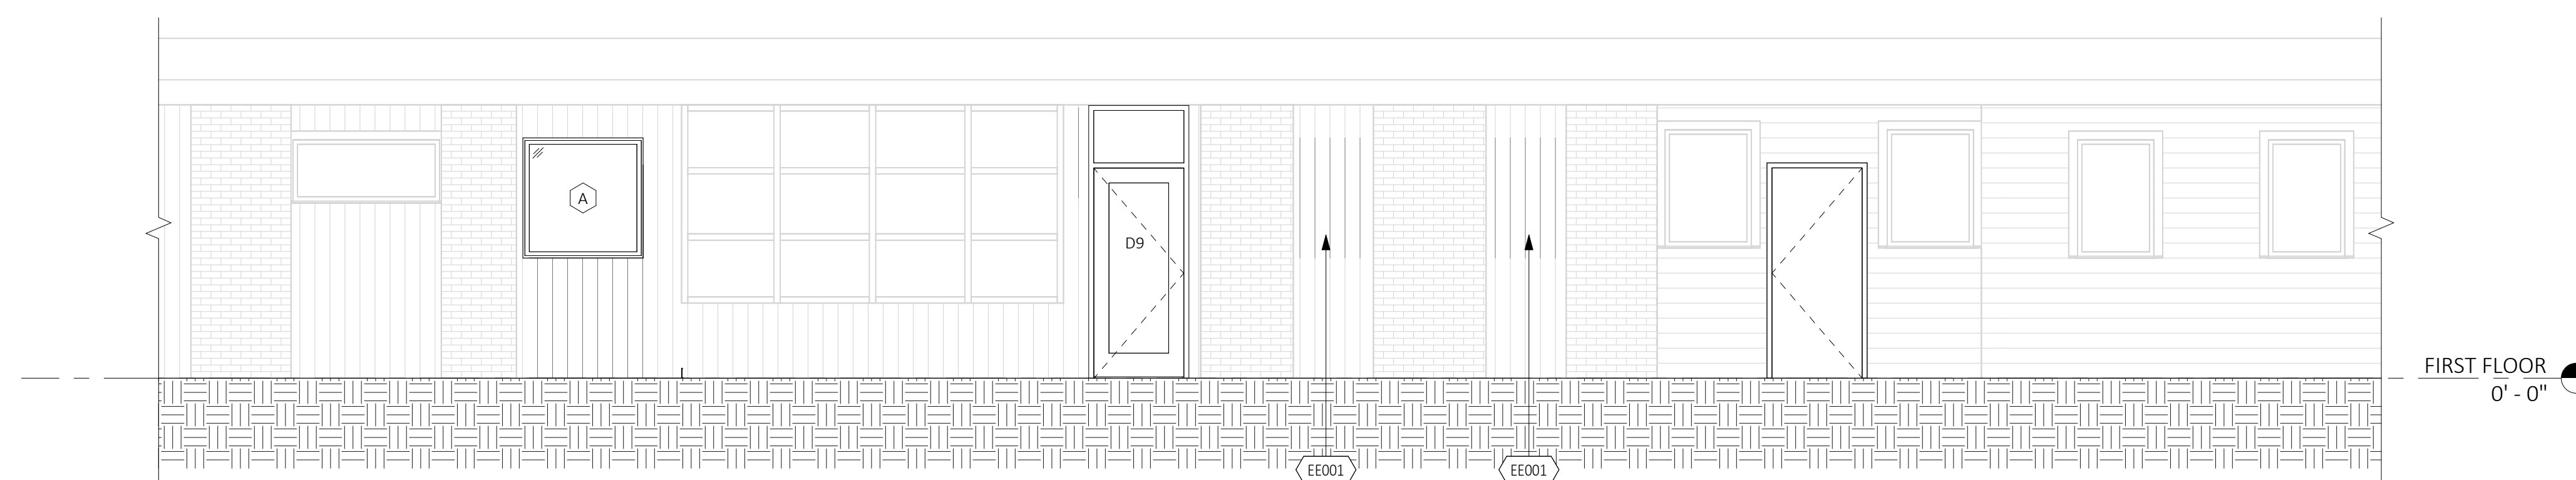 A
D9
FIRST FLOOR
0' - 0"
EE001
EE001